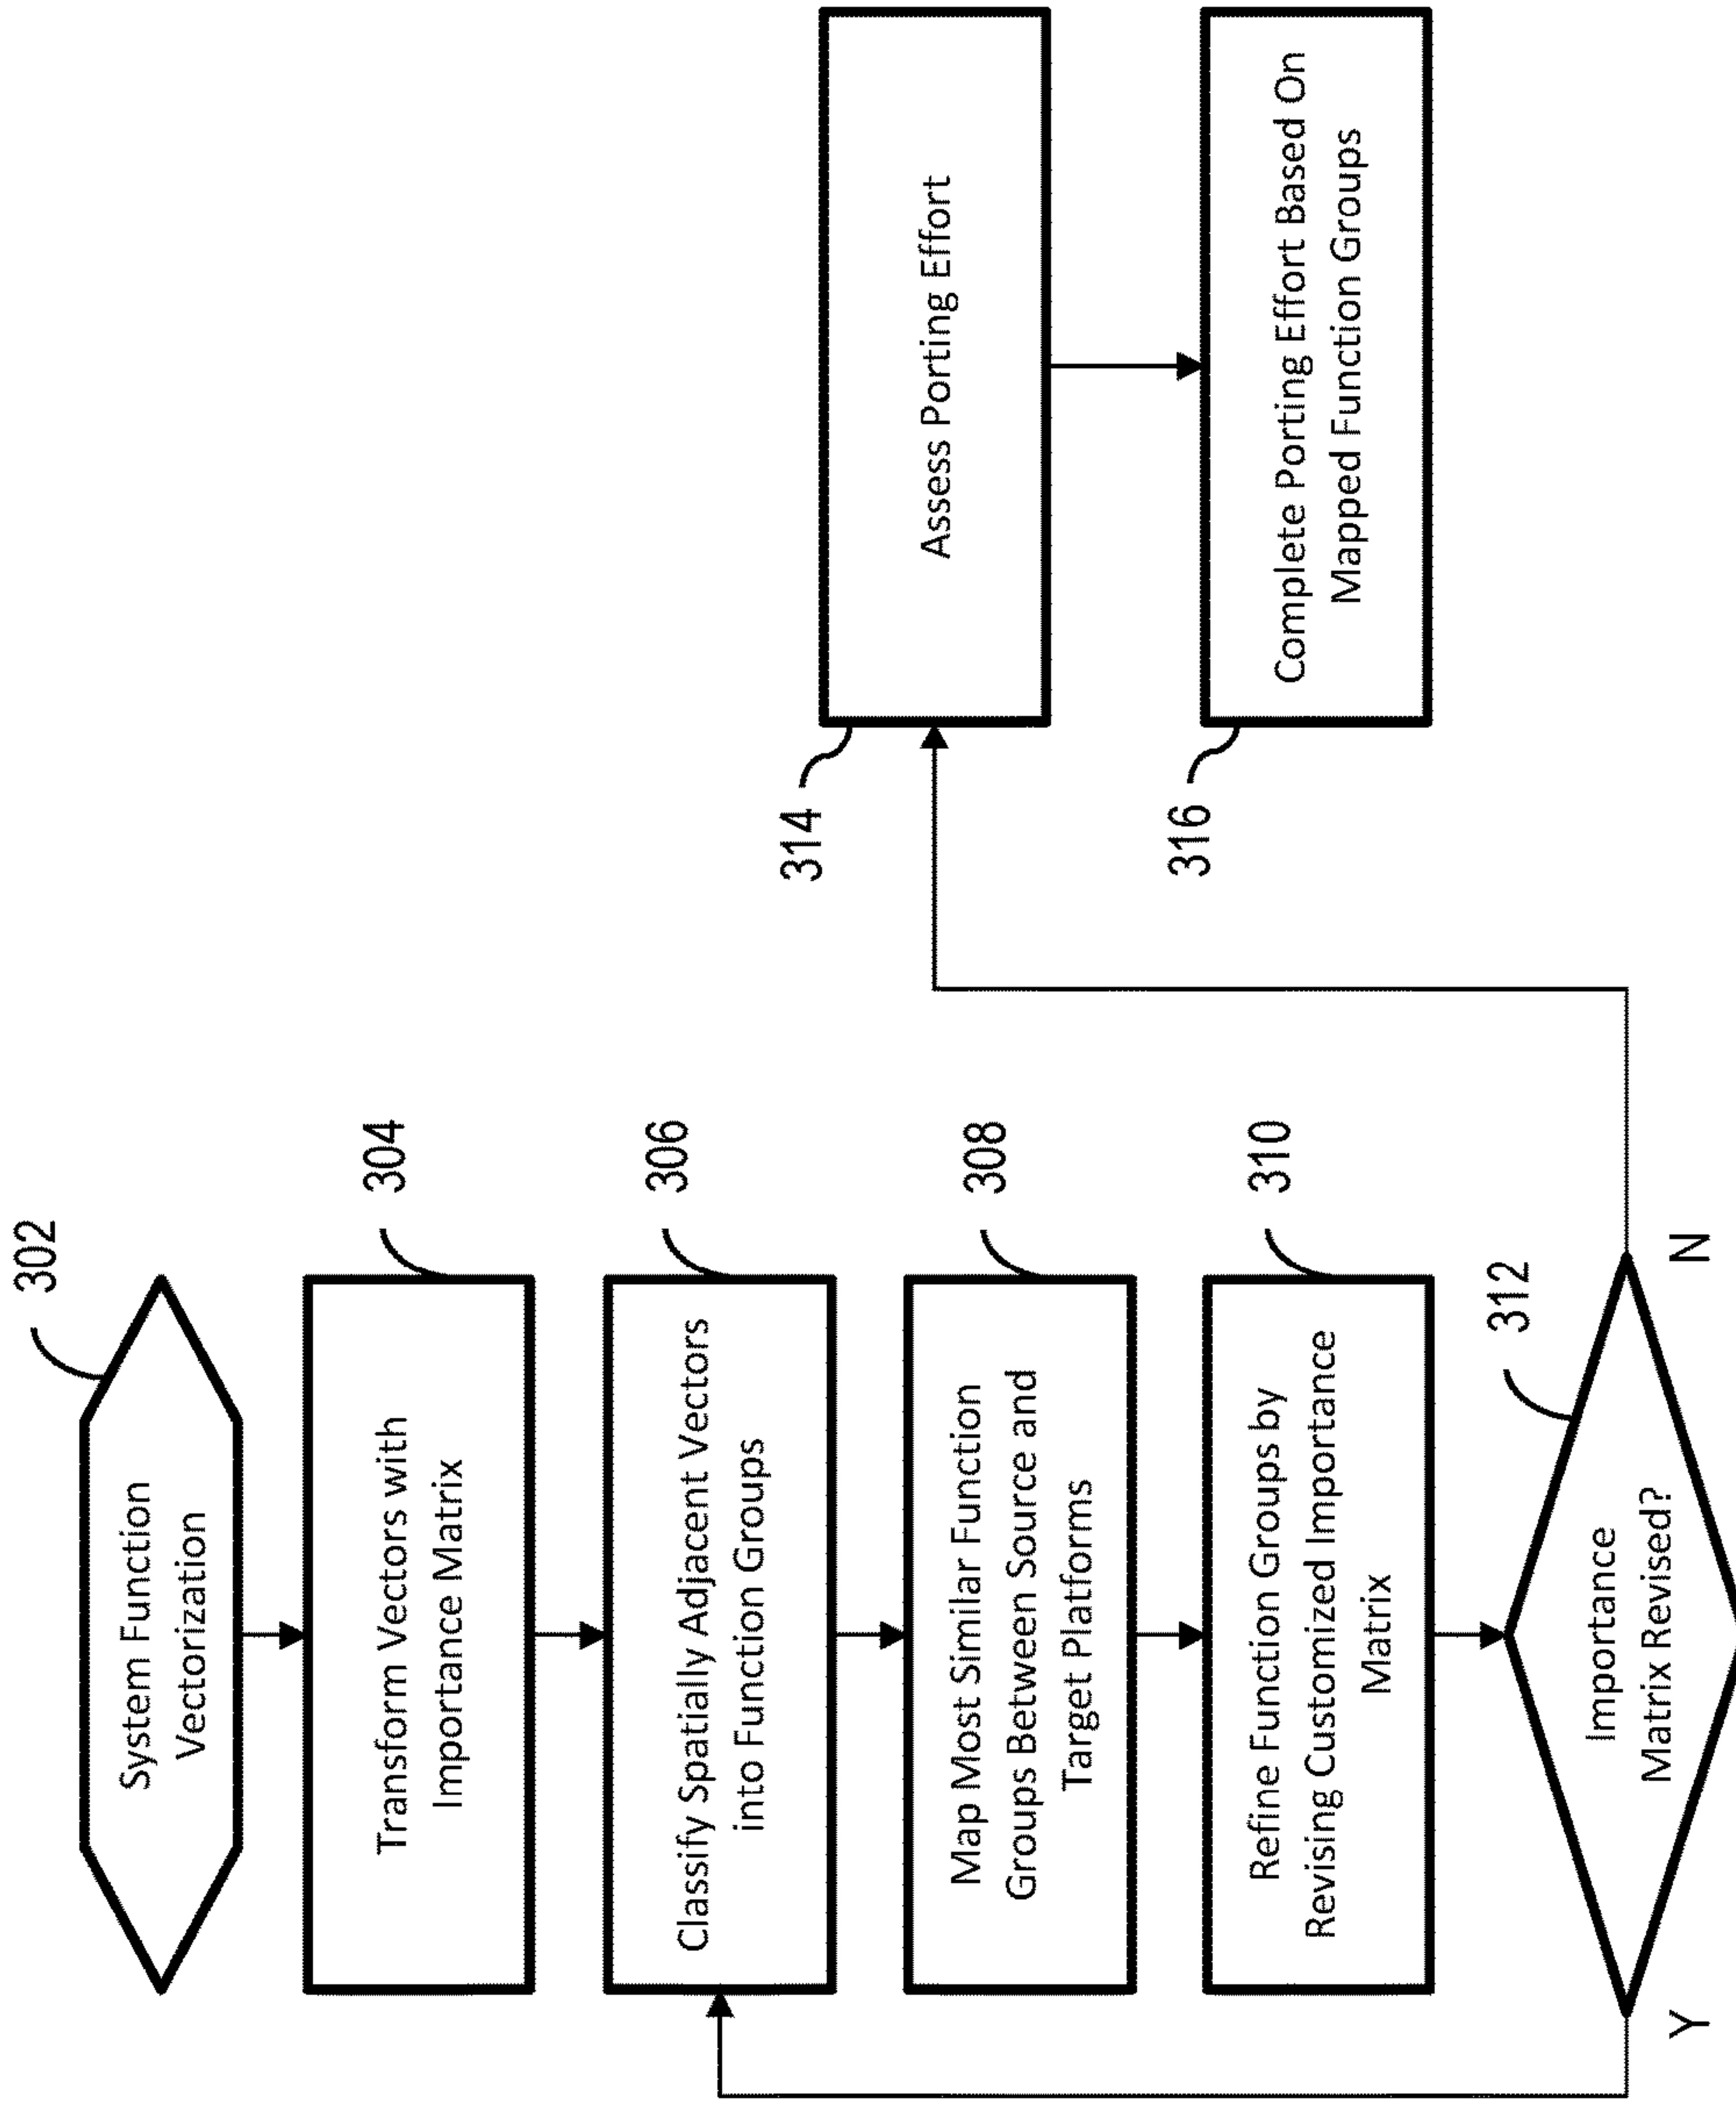 302
System Function
Vectorization
304
Transform Vectors with
Importance Matrix
306
Classify Spatially Adjacent Vectors
into Function Groups
308
Map Most Similar Function
Groups Between Source and
Target Platforms
310
Refine Function Groups by
Revising Customized Importance
Matrix
312
Importance
Matrix Revised?
Y
N
314
Assess Porting Effort
316
Complete Porting Effort Based On
Mapped Function Groups